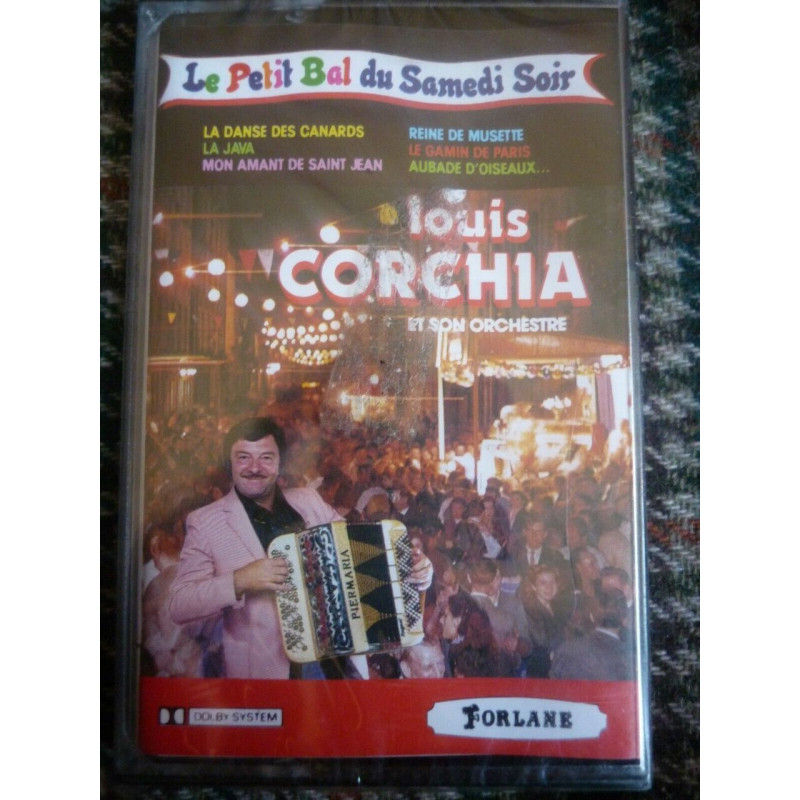 Le Petit Bal du Samedi Soir
LA DANSE DES CANARDS
LA JAVA
MON AMANT DE SAINT JEAN
REINE DE MUSETTE
LE GAMIN DE PARIS
AUBADE D'OISEAUX...
louis
CORCHIA
ET SON ORCHESTRE
PIERMARIA
DOLBY SYSTEM
FORLANE